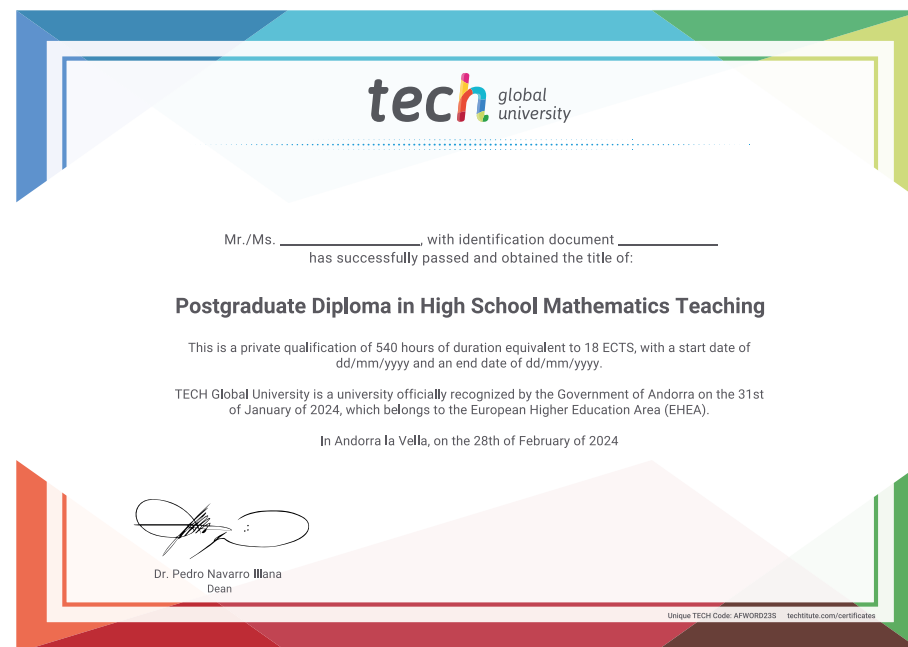 tech global
university
Mr./Ms. ____________________, with identification document ______________
has successfully passed and obtained the title of:
Postgraduate Diploma in High School Mathematics Teaching
This is a private qualification of 540 hours of duration equivalent to 18 ECTS, with a start date of
dd/mm/yyyy and an end date of dd/mm/yyyy.
TECH Global University is a university officially recognized by the Government of Andorra on the 31st
of January of 2024, which belongs to the European Higher Education Area (EHEA).
In Andorra la Vella, on the 28th of February of 2024
Dr. Pedro Navarro Illana
Dean
Unique TECH Code: AFWORD23S techtitute.com/certificates